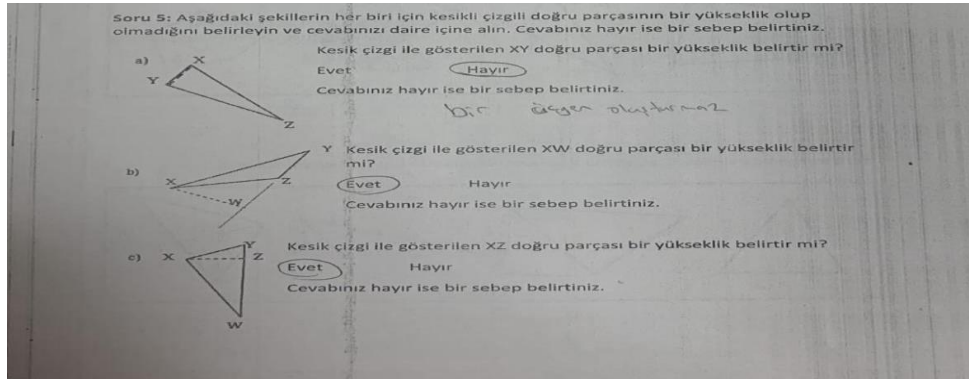 Soru 5: Aşağıdaki şekillerin her biri için kesikli çizgili doğru parçasının bir yükseklik olup
olmadığını belirleyin ve cevabınızı daire içine alın. Cevabınız hayır ise bir sebep belirtiniz.
a)
X
Y
Z
Kesik çizgi ile gösterilen XY doğru parçası bir yükseklik belirtir mi?
Evet Hayır
Cevabınız hayır ise bir sebep belirtiniz.
bir üçgen oluşturmaz
b)
X
Y
Z
W
Kesik çizgi ile gösterilen XW doğru parçası bir yükseklik belirtir
mi?
Evet Hayır
Cevabınız hayır ise bir sebep belirtiniz.
c)
X
Y
Z
W
Kesik çizgi ile gösterilen XZ doğru parçası bir yükseklik belirtir mi?
Evet Hayır
Cevabınız hayır ise bir sebep belirtiniz.